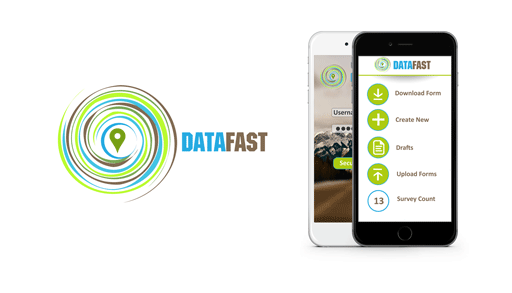 DATAFAST
DATAFAST
Download Form
Create New
Drafts
Upload Forms
13 Survey Count